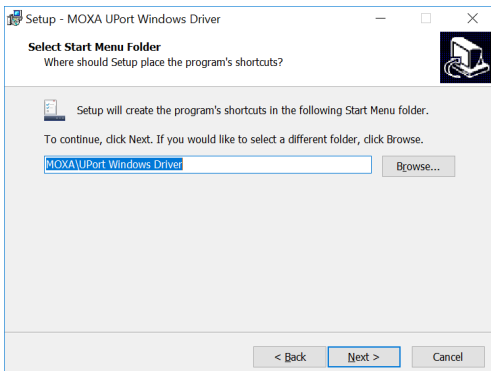 Setup - MOXA UPort Windows Driver
Select Start Menu Folder
Where should Setup place the program's shortcuts?
Setup will create the program's shortcuts in the following Start Menu folder.
To continue, click Next. If you would like to select a different folder, click Browse.
MOXA\UPort Windows Driver
Browse...
< Back
Next >
Cancel